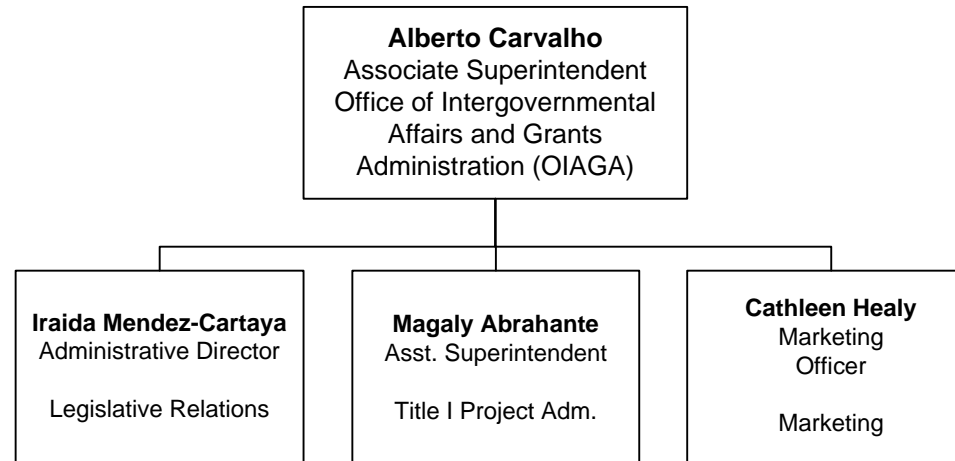 Alberto Carvalho
Associate Superintendent
Office of Intergovernmental
Affairs and Grants
Administration (OIAGA)
Iraida Mendez-Cartaya
Administrative Director
Legislative Relations
Magaly Abrahante
Asst. Superintendent
Title I Project Adm.
Cathleen Healy
Marketing
Officer
Marketing